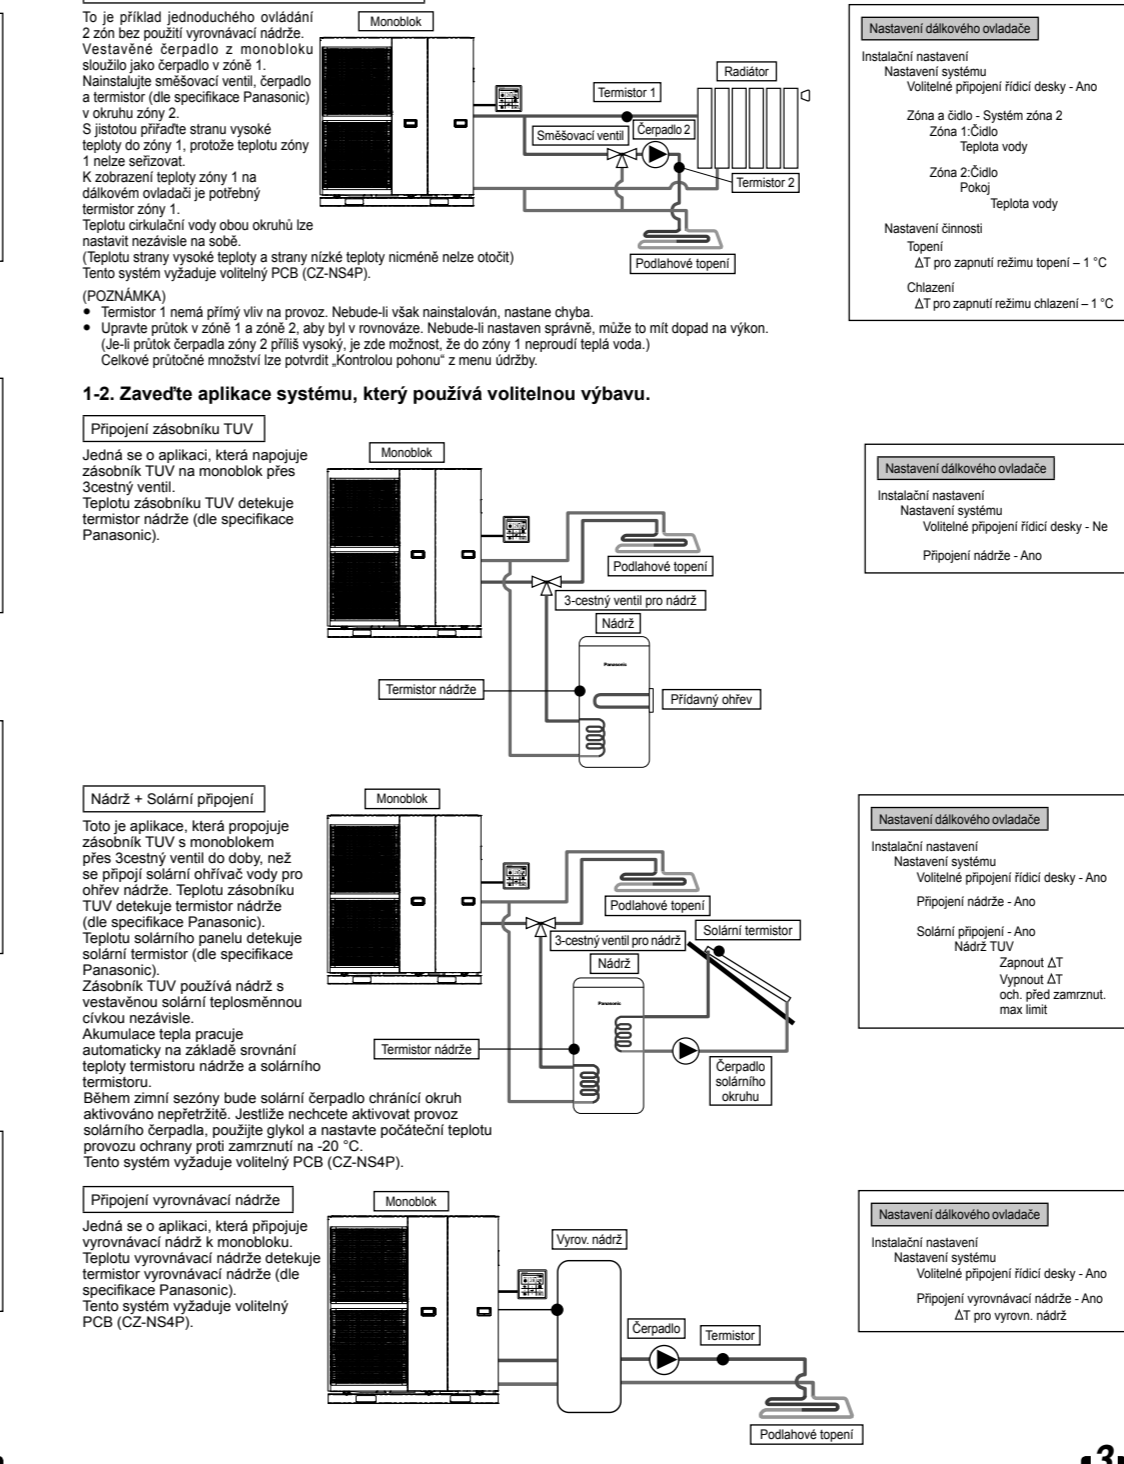 To je příklad jednoduchého ovládání
2 zón bez použití vyrovnávací nádrže.
Vestavěné čerpadlo z monobloku
sloužilo jako čerpadlo v zóně 1.
Nainstalujte směšovací ventil, čerpadlo
a termistor (dle specifikace Panasonic)
v okruhu zóny 2.
S jistotou přiřaďte stranu vysoké
teploty do zóny 1, protože teplotu zóny
1 nelze seřizovat.
K zobrazení teploty zóny 1 na
dálkovém ovladači je potřebný
termistor zóny 1.
Teplotu cirkulační vody obou okruhů lze
nastavit nezávisle na sobě.
(Teplotu strany vysoké teploty a strany nízké teploty nicméně nelze otočit)
Tento systém vyžaduje volitelný PCB (CZ-NS4P).
Monoblok
Termistor 1
Radiátor
Směšovací ventil
Čerpadlo 2
Termistor 2
Podlahové topení
Nastavení dálkového ovladače
Instalační nastavení
Nastavení systému
Volitelné připojení řídicí desky - Ano
Zóna a čidlo - Systém zóna 2
Zóna 1:Čidlo
Teplota vody
Zóna 2:Čidlo
Pokoj
Teplota vody
Nastavení činnosti
Topení
ΔT pro zapnutí režimu topení – 1 °C
Chlazení
ΔT pro zapnutí režimu chlazení – 1 °C
(POZNÁMKA)
• Termistor 1 nemá přímý vliv na provoz. Nebude-li však nainstalován, nastane chyba.
• Upravte průtok v zóně 1 a zóně 2, aby byl v rovnováze. Nebude-li nastaven správně, může to mít dopad na výkon.
(Je-li průtok čerpadla zóny 2 příliš vysoký, je zde možnost, že do zóny 1 neproudí teplá voda.)
Celkové průtočné množství lze potvrdit „Kontrolou pohonu“ z menu údržby.
1-2. Zaveďte aplikace systému, který používá volitelnou výbavu.
Připojení zásobníku TUV
Jedná se o aplikaci, která napojuje
zásobník TUV na monoblok přes
3cestný ventil.
Teplotu zásobníku TUV detekuje
termistor nádrže (dle specifikace
Panasonic).
Monoblok
Podlahové topení
3-cestný ventil pro nádrž
Nádrž
Panasonic
Termistor nádrže
Přídavný ohřev
Nastavení dálkového ovladače
Instalační nastavení
Nastavení systému
Volitelné připojení řídicí desky - Ne
Připojení nádrže - Ano
Nádrž + Solární připojení
Toto je aplikace, která propojuje
zásobník TUV s monoblokem
přes 3cestný ventil do doby, než
se připojí solární ohřívač vody pro
ohřev nádrže. Teplotu zásobníku
TUV detekuje termistor nádrže
(dle specifikace Panasonic).
Teplotu solárního panelu detekuje
solární termistor (dle specifikace
Panasonic).
Zásobník TUV používá nádrž s
vestavěnou solární teplosměnnou
cívkou nezávisle.
Akumulace tepla pracuje
automaticky na základě srovnání
teploty termistoru nádrže a solárního
termistoru.
Během zimní sezóny bude solární čerpadlo chránící okruh
aktivováno nepřetržitě. Jestliže nechcete aktivovat provoz
solárního čerpadla, použijte glykol a nastavte počáteční teplotu
provozu ochrany proti zamrznutí na -20 °C.
Tento systém vyžaduje volitelný PCB (CZ-NS4P).
Monoblok
Podlahové topení
3-cestný ventil pro nádrž
Solární termistor
Nádrž
Panasonic
Termistor nádrže
Čerpadlo
solárního
okruhu
Nastavení dálkového ovladače
Instalační nastavení
Nastavení systému
Volitelné připojení řídicí desky - Ano
Připojení nádrže - Ano
Solární připojení - Ano
Nádrž TUV
Zapnout ΔT
Vypnout ΔT
och. před zamrznut.
max limit
Připojení vyrovnávací nádrže
Jedná se o aplikaci, která připojuje
vyrovnávací nádrž k monobloku.
Teplotu vyrovnávací nádrže detekuje
termistor vyrovnávací nádrže (dle
specifikace Panasonic).
Tento systém vyžaduje volitelný
PCB (CZ-NS4P).
Monoblok
Vyrov. nádrž
Čerpadlo
Termistor
Podlahové topení
Nastavení dálkového ovladače
Instalační nastavení
Nastavení systému
Volitelné připojení řídicí desky - Ano
Připojení vyrovnávací nádrže - Ano
ΔT pro vyrovn. nádrž
3